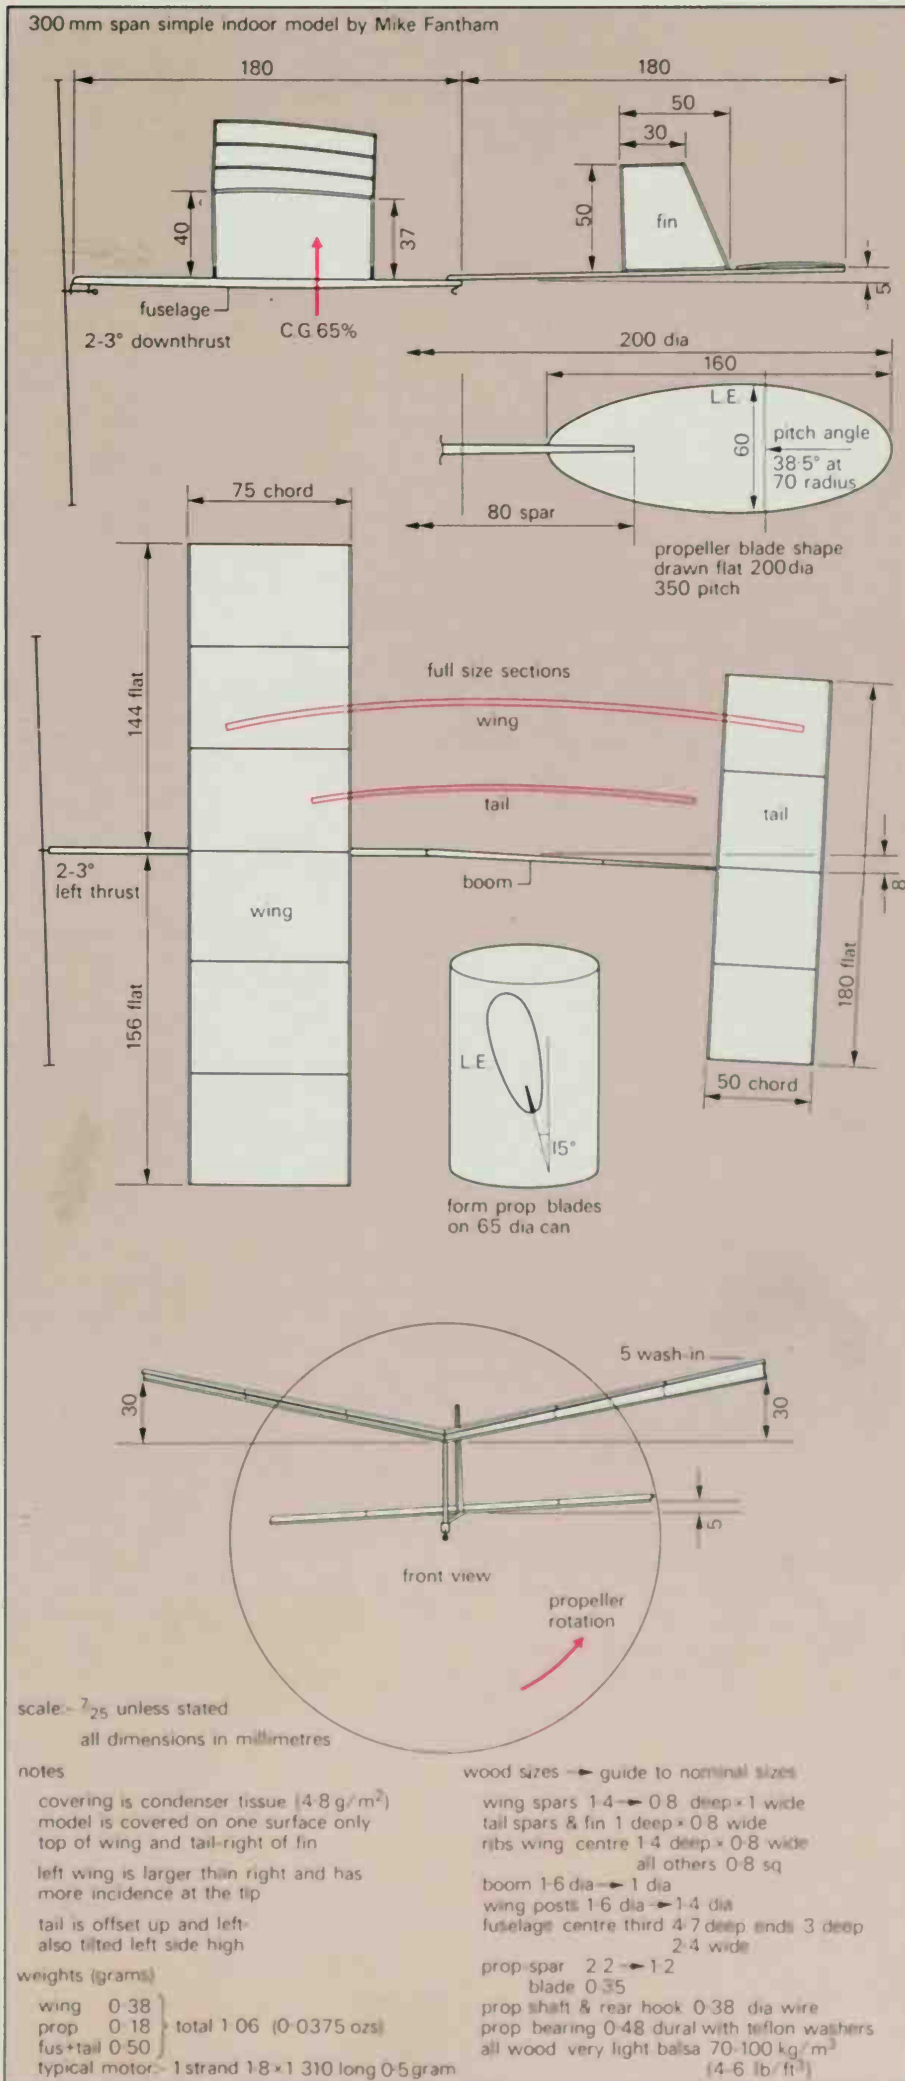 300 mm span simple indoor model by Mike Fantham
180
180
50
30
40
37
50
fin
5
fuselage
2-3° downthrust
C.G. 65%
200 dia
160
L.E.
60
pitch angle
38·5° at
70 radius
80 spar
propeller blade shape
drawn flat 200 dia
350 pitch
75 chord
144 flat
full size sections
wing
tail
tail
2-3°
left thrust
boom
8
wing
156 flat
180 flat
L.E.
15°
50 chord
form prop blades
on 65 dia can
5 wash-in
30
30
5
front view
propeller
rotation
scale:- 7/25 unless stated
all dimensions in millimetres
notes
covering is condenser tissue (4·8 g/m²)
model is covered on one surface only
top of wing and tail-right of fin
left wing is larger than right and has
more incidence at the tip
tail is offset up and left-
also tilted left side high
weights (grams)
wing 0·38
prop 0·18 total 1·06 (0·0375 ozs)
fus+tail 0·50
typical motor:- 1 strand 1·8×1 310 long 0·5 gram
wood sizes → guide to nominal sizes
wing spars 1·4→0·8 deep × 1 wide
tail spars & fin 1 deep × 0·8 wide
ribs wing centre 1·4 deep × 0·8 wide
all others 0·8 sq
boom 1·6 dia → 1 dia
wing posts 1·6 dia → 1·4 dia
fuselage centre third 4·7 deep ends 3 deep
2·4 wide
prop spar 2·2 → 1·2
blade 0·35
prop shaft & rear hook 0·38 dia wire
prop bearing 0·48 dural with teflon washers
all wood very light balsa 70-100 kg/m³
(4-6 lb/ft³)